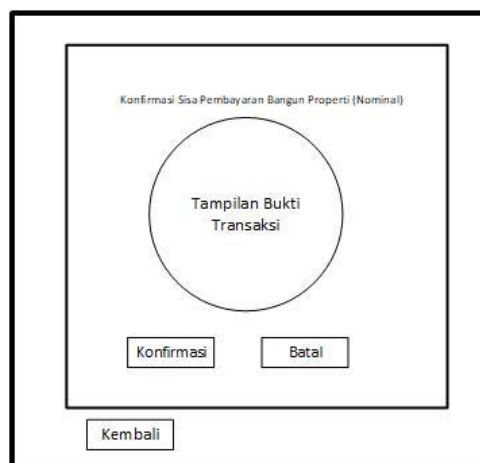 Konfirmasi Sisa Pembayaran Bangun Properti (Nominal)
Tampilan Bukti
Transaksi
Konfirmasi
Batal
Kembali